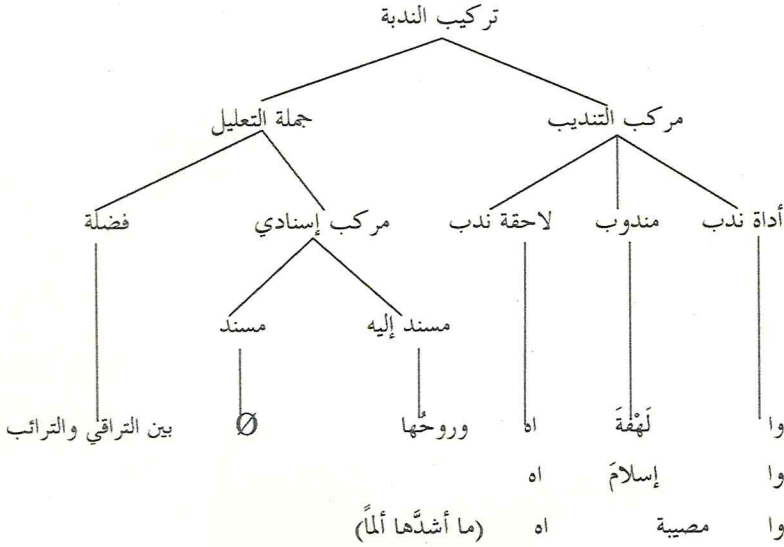 تركيب الندبة
مركب التنديب جملة التعليل
أداة ندب مندوب لاحقة ندب مركب إسنادي فضلة
مسند إليه مسند
وا لَهْفةَ اه وروحُها Ø بين التراقي والترائب
وا إسلامَ اه
وا مصيبة اه (ما أشدَّها ألماً)